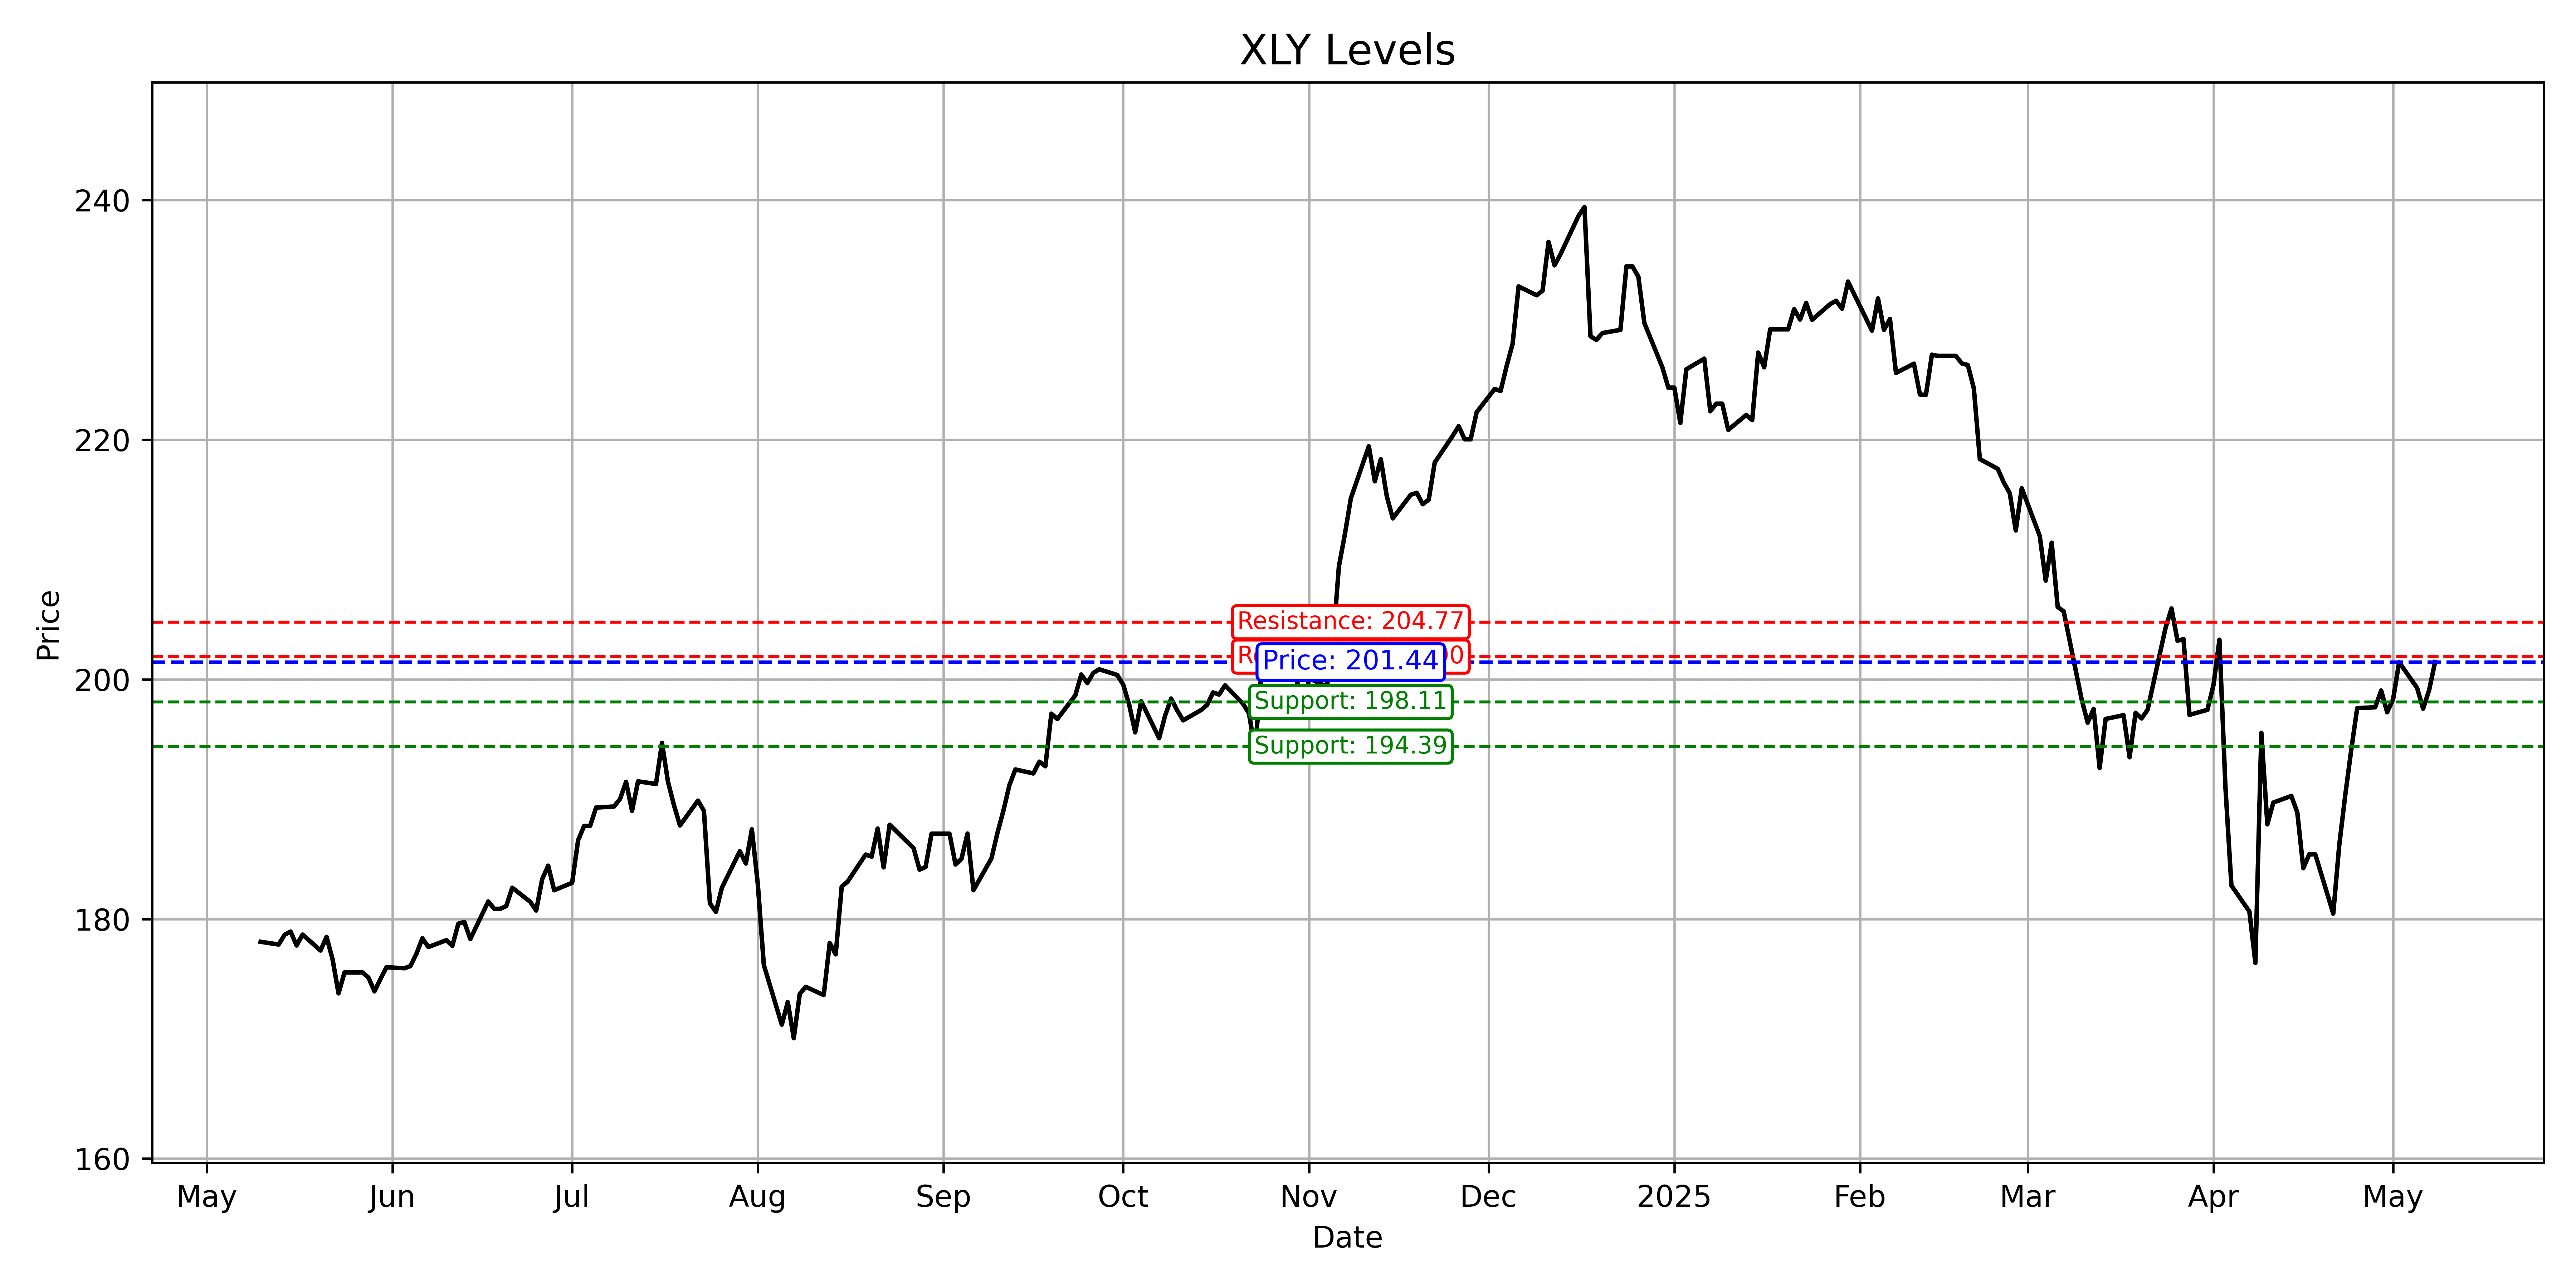 XLY Levels
240
220
200
180
160
Price
Resistance: 204.77
Price: 201.44
Support: 198.11
Support: 194.39
May
Jun
Jul
Aug
Sep
Oct
Nov
Dec
2025
Feb
Mar
Apr
May
Date